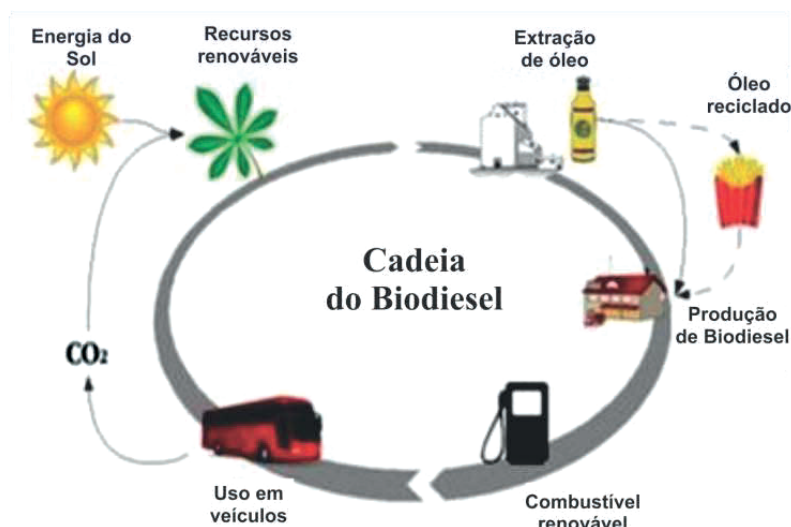 Energia do
Sol
Recursos
renováveis
Extração
de óleo
Óleo
reciclado
Cadeia
do Biodiesel
Produção
de Biodiesel
CO₂
Uso em
veículos
Combustível
renovável